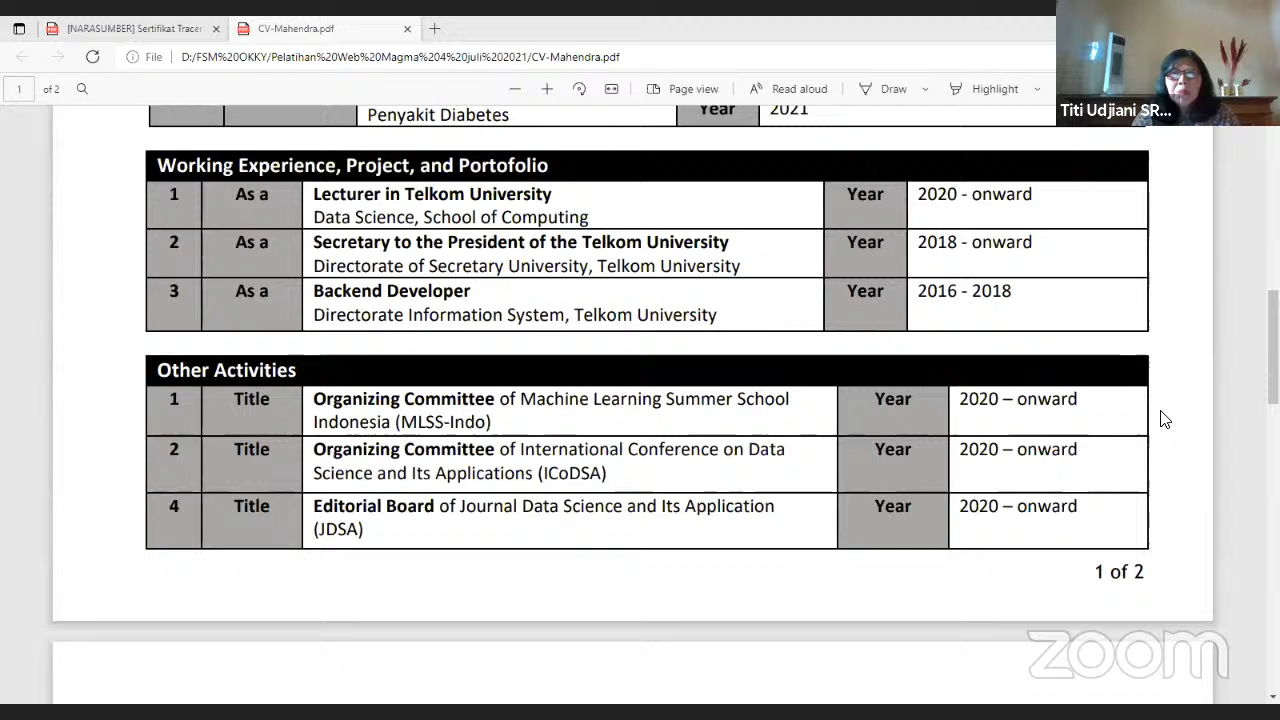 [NARASUMBER] Sertifikat Tracer
CV-Mahendra.pdf
File D:/FSM%20OKKY/Pelatihan%20Web%20Magma%204%20juli%202021/CV-Mahendra.pdf
1 of 2 Page view Read aloud Draw Highlight
Titi Udjiani SR...
Penyakit Diabetes Year 2021
Working Experience, Project, and Portofolio
1 As a Lecturer in Telkom University Year 2020 - onward
Data Science, School of Computing
2 As a Secretary to the President of the Telkom University Year 2018 - onward
Directorate of Secretary University, Telkom University
3 As a Backend Developer Year 2016 - 2018
Directorate Information System, Telkom University
Other Activities
1 Title Organizing Committee of Machine Learning Summer School Year 2020 – onward
Indonesia (MLSS-Indo)
2 Title Organizing Committee of International Conference on Data Year 2020 – onward
Science and Its Applications (ICoDSA)
4 Title Editorial Board of Journal Data Science and Its Application Year 2020 – onward
(JDSA)
1 of 2
zoom